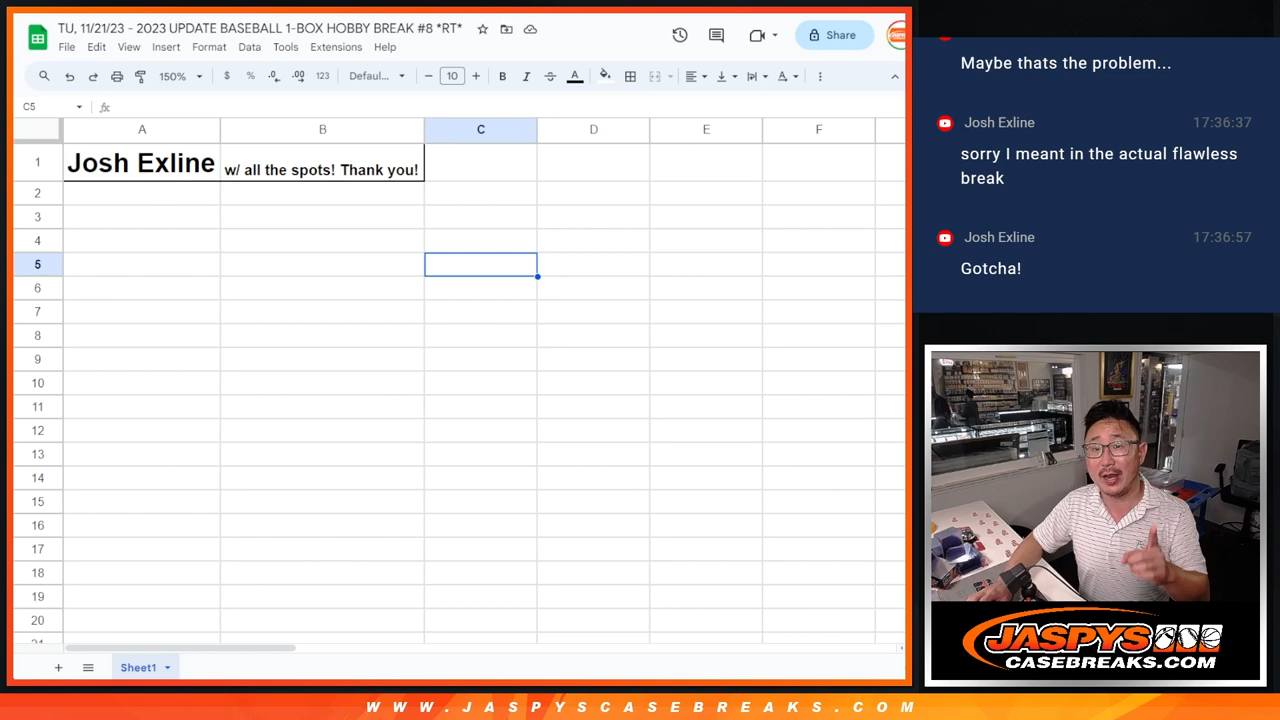 TU, 11/21/23 - 2023 UPDATE BASEBALL 1-BOX HOBBY BREAK #8 *RT*
File Edit View Insert Format Data Tools Extensions Help
Share
150% $ % .0 .00 123 Defaul... 10 B I A
C5
A B C D E F
1 Josh Exline w/ all the spots! Thank you!
2
3
4
5
6
7
8
9
10
11
12
13
14
15
16
17
18
19
20
Sheet1
Maybe thats the problem...
Josh Exline 17:36:37
sorry I meant in the actual flawless
break
Josh Exline 17:36:57
Gotcha!
JASPYS
CASEBREAKS.COM
WWW.JASPYSCASEBREAKS.COM